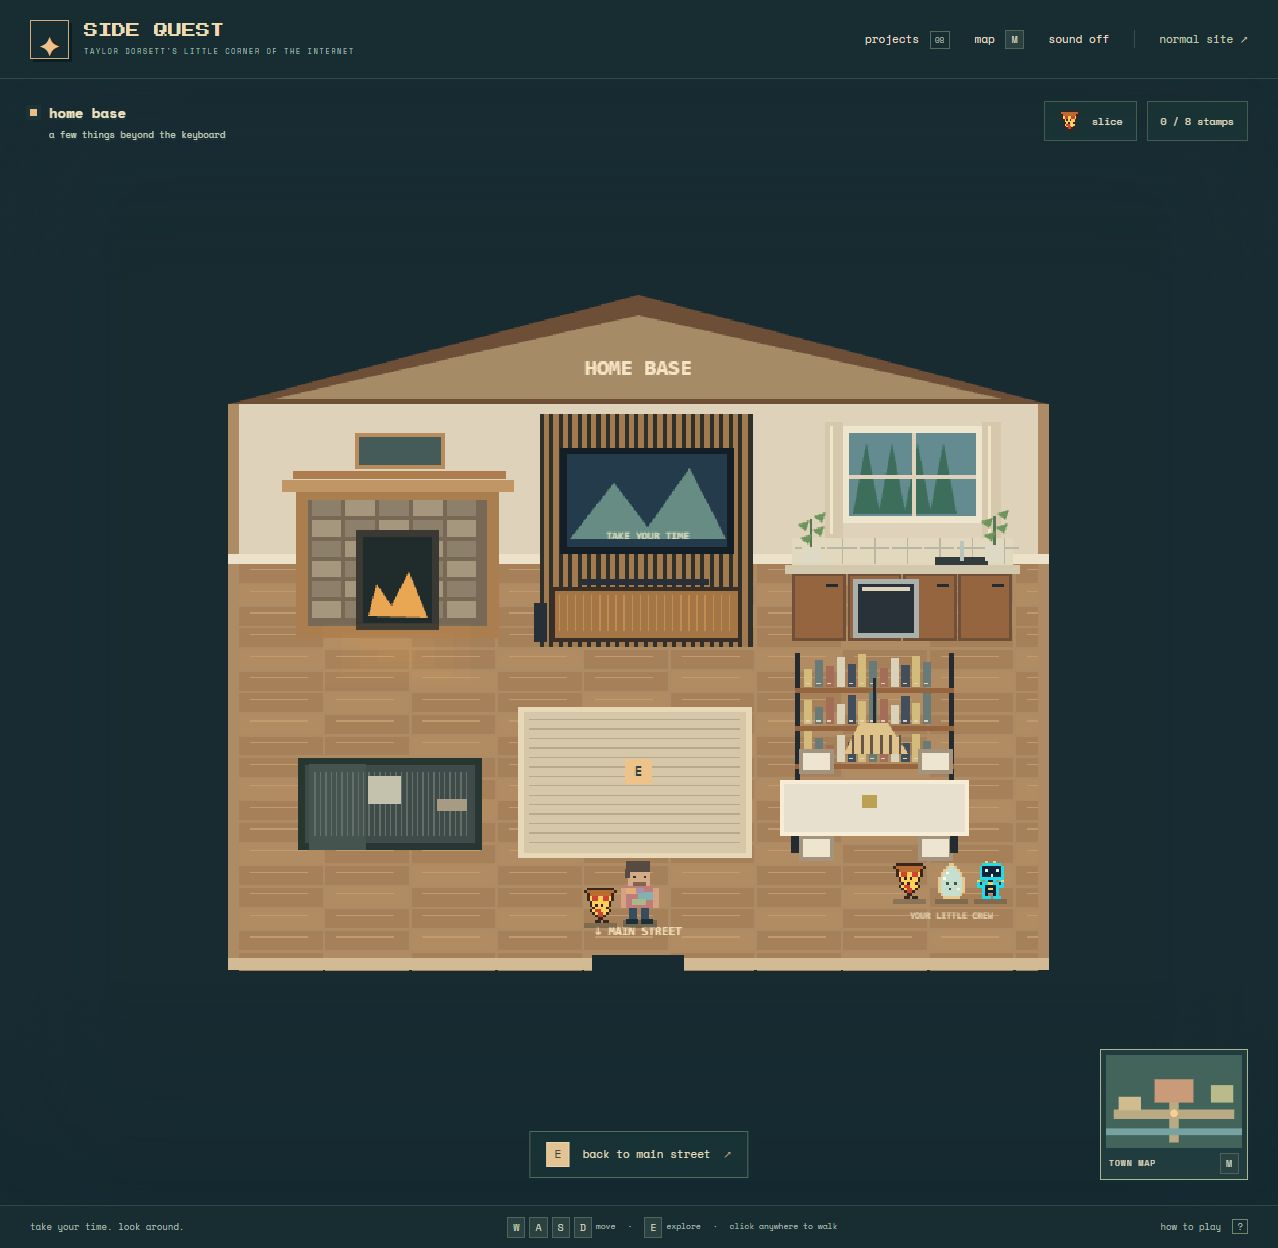 SIDE QUEST
TAYLOR DORSETT'S LITTLE CORNER OF THE INTERNET
projects 08 map M sound off normal site ↗
home base
a few things beyond the keyboard
slice
0 / 8 stamps
HOME BASE
TAKE YOUR TIME
E
YOUR LITTLE CREW
↓ MAIN STREET
E back to main street ↗
TOWN MAP M
take your time. look around.
W A S D move · E explore · click anywhere to walk
how to play ?